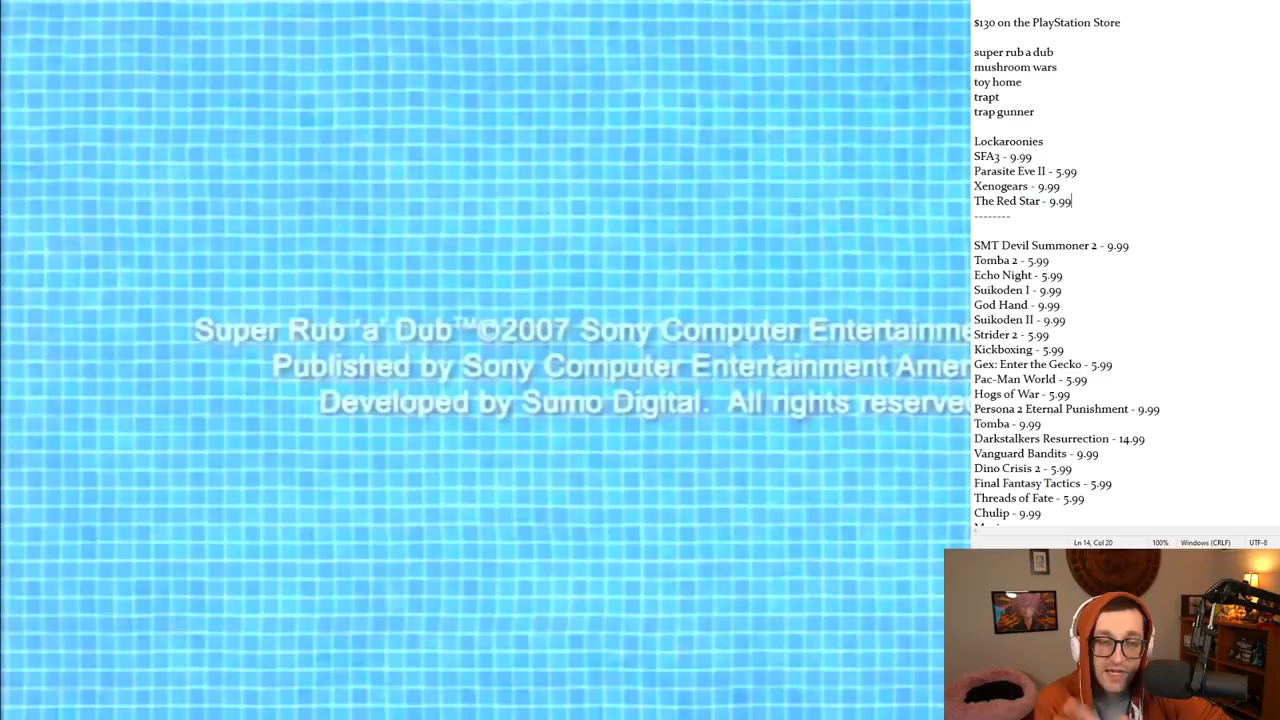 Super Rub 'a' Dub™©2007 Sony Computer Entertainme
Published by Sony Computer Entertainment Amer
Developed by Sumo Digital. All rights reserve
$130 on the PlayStation Store
super rub a dub
mushroom wars
toy home
trapt
trap gunner
Lockaroonies
SFA3 - 9.99
Parasite Eve II - 5.99
Xenogears - 9.99
The Red Star - 9.99
--------
SMT Devil Summoner 2 - 9.99
Tomba 2 - 5.99
Echo Night - 5.99
Suikoden I - 9.99
God Hand - 9.99
Suikoden II - 9.99
Strider 2 - 5.99
Kickboxing - 5.99
Gex: Enter the Gecko - 5.99
Pac-Man World - 5.99
Hogs of War - 5.99
Persona 2 Eternal Punishment - 9.99
Tomba - 9.99
Darkstalkers Resurrection - 14.99
Vanguard Bandits - 9.99
Dino Crisis 2 - 5.99
Final Fantasy Tactics - 5.99
Threads of Fate - 5.99
Chulip - 9.99
Ln 14, Col 20 100% Windows (CRLF) UTF-8